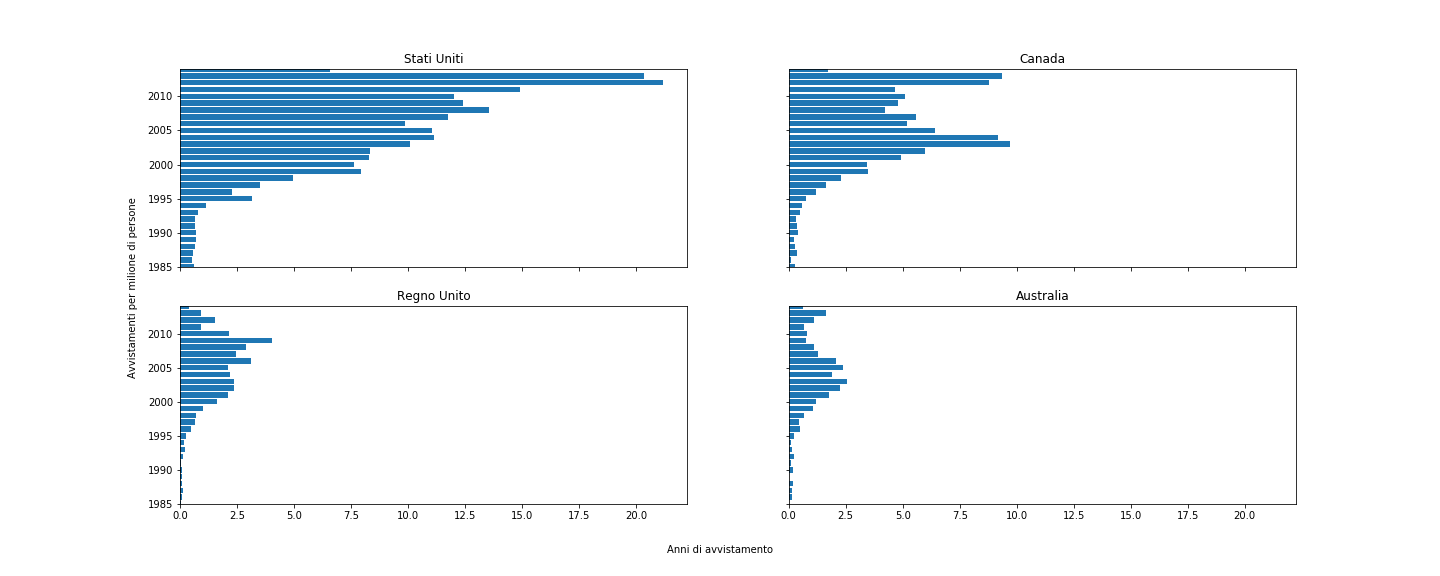 Stati Uniti
Canada
2010
2005
2000
1995
1990
1985
Avvistamenti per milione di persone
Regno Unito
Australia
2010
2005
2000
1995
1990
1985
0.0 2.5 5.0 7.5 10.0 12.5 15.0 17.5 20.0
0.0 2.5 5.0 7.5 10.0 12.5 15.0 17.5 20.0
Anni di avvistamento